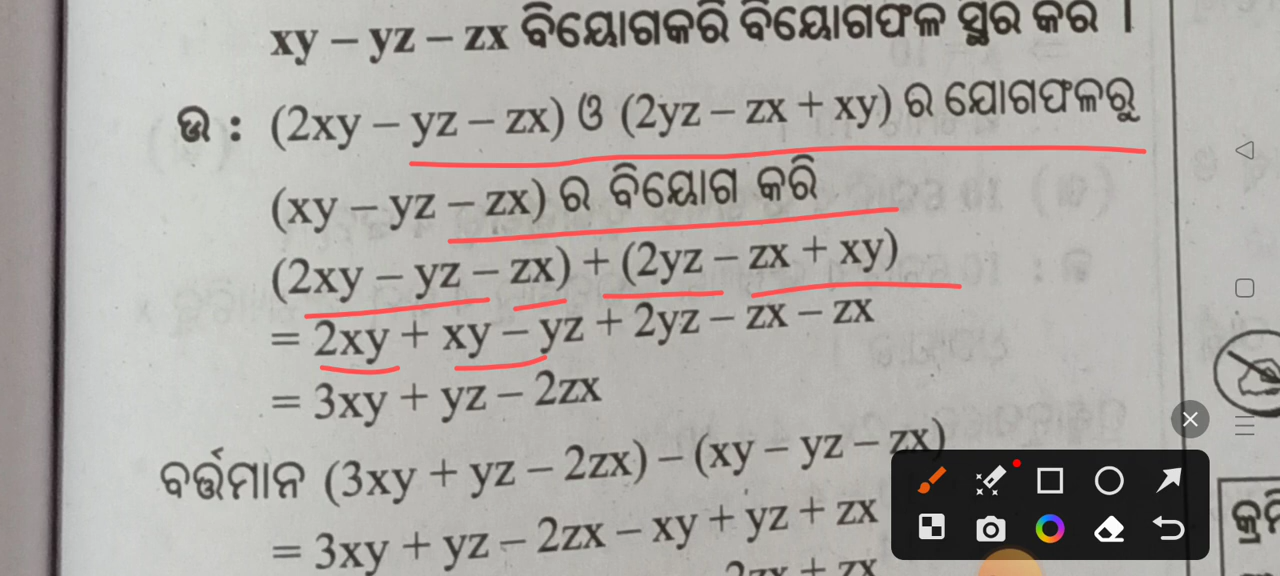 xy – yz – zx ବିୟୋଗକରି ବିୟୋଗଫଳ ସ୍ଥିର କର ।
ଉ : (2xy – yz – zx) ଓ (2yz – zx + xy) ର ଯୋଗଫଳରୁ
(xy – yz – zx) ର ବିୟୋଗ କରି
(2xy – yz – zx) + (2yz – zx + xy)
= 2xy + xy – yz + 2yz – zx – zx
= 3xy + yz – 2zx
ବର୍ତ୍ତମାନ (3xy + yz – 2zx) – (xy – yz – zx)
= 3xy + yz – 2zx – xy + yz + zx
2zx + zx